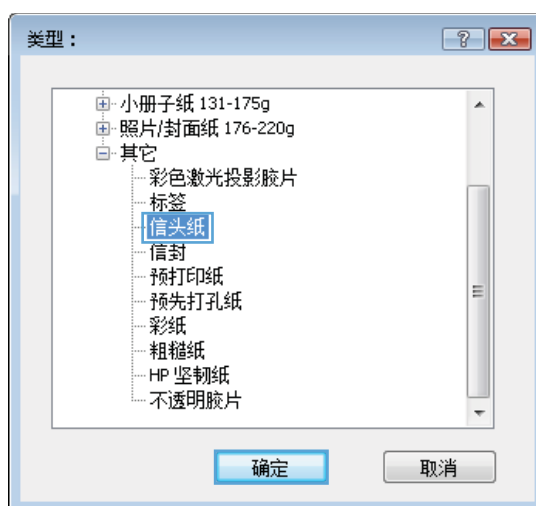 类型：
小册子纸 131-175g
照片/封面纸 176-220g
其它
彩色激光投影胶片
标签
信头纸
信封
预打印纸
预先打孔纸
彩纸
粗糙纸
HP 坚韧纸
不透明胶片
确定
取消